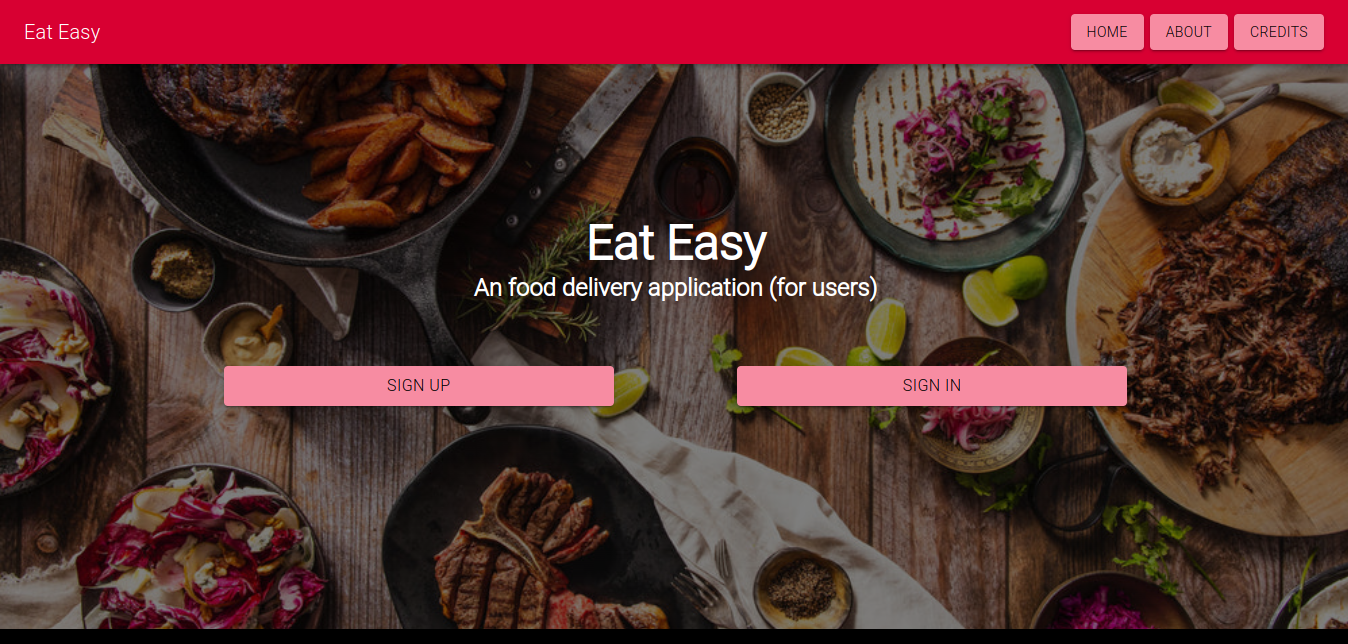 Eat Easy
HOME ABOUT CREDITS
Eat Easy
An food delivery application (for users)
SIGN UP SIGN IN